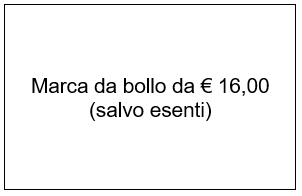 Marca da bollo da € 16,00
(salvo esenti)